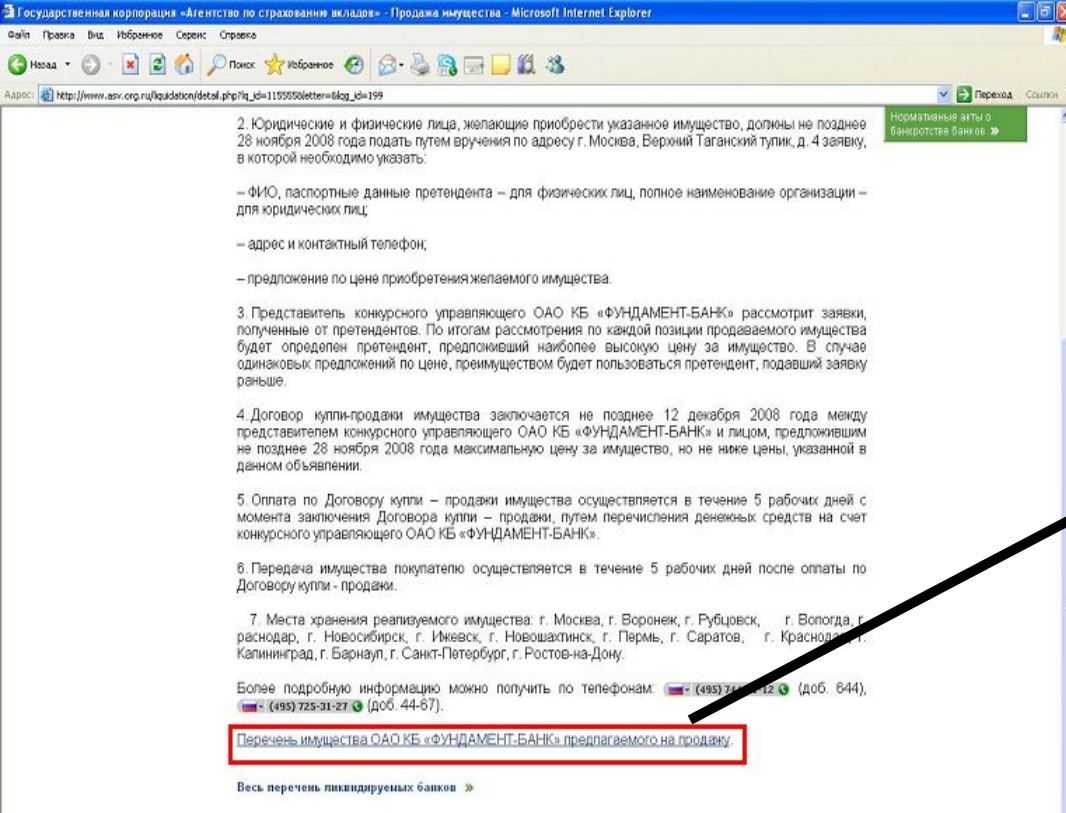 Государственная корпорация «Агентство по страхованию вкладов» - Продажа имущества - Microsoft Internet Explorer
Файл Правка Вид Избранное Сервис Справка
Назад Поиск Избранное
Адрес: http://www.asv.org.ru/liquidation/detail.php?lq_id=115555&letter=&log_id=199 Переход Ссылки
Нормативные акты о
банкротстве банков »
2. Юридические и физические лица, желающие приобрести указанное имущество, должны не позднее
28 ноября 2008 года подать путем вручения по адресу г. Москва, Верхний Таганский тупик, д. 4 заявку,
в которой необходимо указать:
– ФИО, паспортные данные претендента – для физических лиц, полное наименование организации –
для юридических лиц;
– адрес и контактный телефон;
– предложение по цене приобретения желаемого имущества.
3. Представитель конкурсного управляющего ОАО КБ «ФУНДАМЕНТ-БАНК» рассмотрит заявки,
полученные от претендентов. По итогам рассмотрения по каждой позиции продаваемого имущества
будет определен претендент, предложивший наиболее высокую цену за имущество. В случае
одинаковых предложений по цене, преимуществом будет пользоваться претендент, подавший заявку
раньше.
4. Договор купли-продажи имущества заключается не позднее 12 декабря 2008 года между
представителем конкурсного управляющего ОАО КБ «ФУНДАМЕНТ-БАНК» и лицом, предложившим
не позднее 28 ноября 2008 года максимальную цену за имущество, но не ниже цены, указанной в
данном объявлении.
5. Оплата по Договору купли – продажи имущества осуществляется в течение 5 рабочих дней с
момента заключения Договора купли – продажи, путем перечисления денежных средств на счет
конкурсного управляющего ОАО КБ «ФУНДАМЕНТ-БАНК».
6. Передача имущества покупателю осуществляется в течение 5 рабочих дней после оплаты по
Договору купли - продажи.
7. Места хранения реализуемого имущества: г. Москва, г. Воронеж, г. Рубцовск, г. Вологда, г.
раснодар, г. Новосибирск, г. Ижевск, г. Новошахтинск, г. Пермь, г. Саратов, г. Краснодар, г.
Калининград, г. Барнаул, г. Санкт-Петербург, г. Ростов-на-Дону.
Более подробную информацию можно получить по телефонам: (495) 12 (доб. 644),
(495) 725-31-27 (доб. 44-67).
Перечень имущества ОАО КБ «ФУНДАМЕНТ-БАНК» предлагаемого на продажу.
Весь перечень ликвидируемых банков »